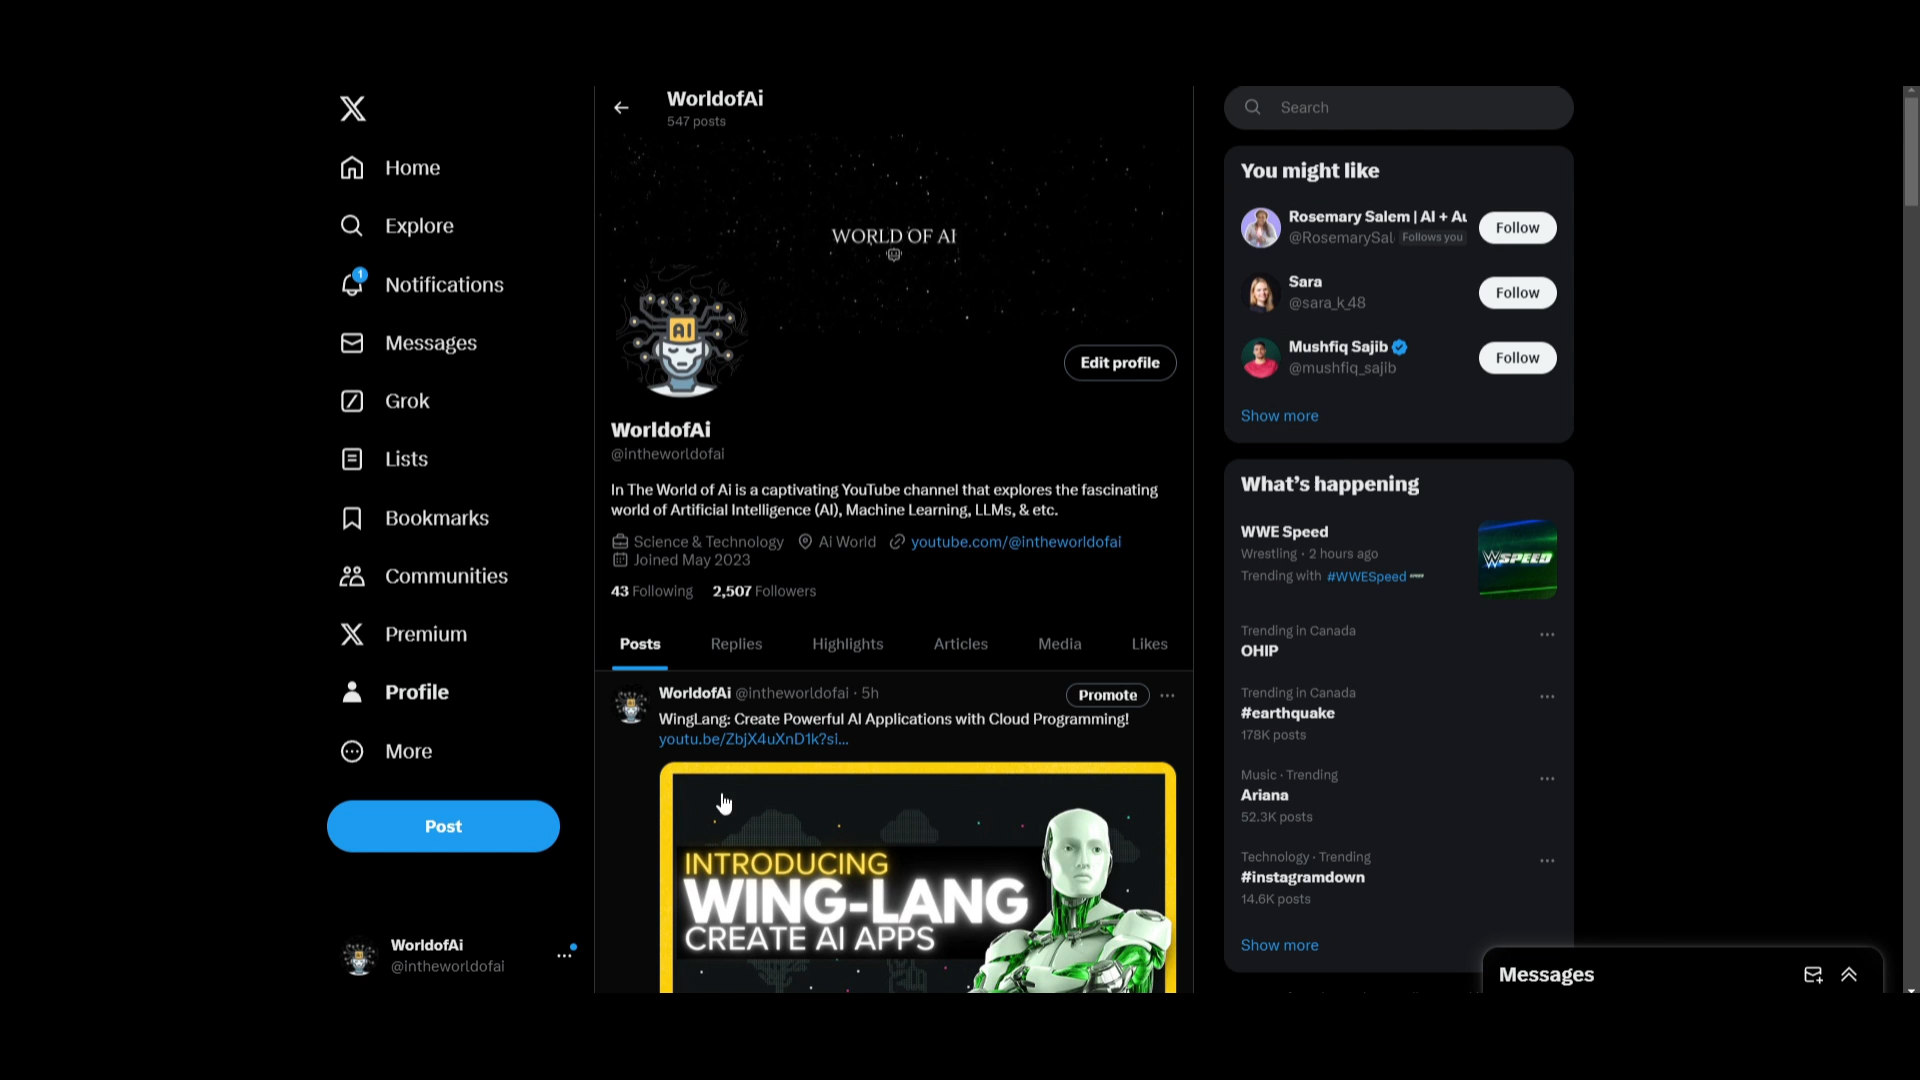 Home
Explore
1
Notifications
Messages
Grok
Lists
Bookmarks
Communities
Premium
Profile
More
Post
WorldofAi
@intheworldofai
WorldofAi
547 posts
WORLD OF AI
AI
Edit profile
WorldofAi
@intheworldofai
In The World of Ai is a captivating YouTube channel that explores the fascinating
world of Artificial Intelligence (AI), Machine Learning, LLMs, & etc.
Science & Technology Ai World youtube.com/@intheworldofai
Joined May 2023
43 Following 2,507 Followers
Posts Replies Highlights Articles Media Likes
WorldofAi @intheworldofai · 5h Promote
WingLang: Create Powerful AI Applications with Cloud Programming!
youtu.be/ZbjX4uXnD1k?si...
INTRODUCING
WING-LANG
CREATE AI APPS
Search
You might like
Rosemary Salem | AI + Au
@RosemarySal Follows you
Follow
Sara
@sara_k_48
Follow
Mushfiq Sajib
@mushfiq_sajib
Follow
Show more
What's happening
WWE Speed
Wrestling · 2 hours ago
Trending with #WWESpeed
SPEED
Trending in Canada
OHIP
Trending in Canada
#earthquake
178K posts
Music · Trending
Ariana
52.3K posts
Technology · Trending
#instagramdown
14.6K posts
Show more
Messages